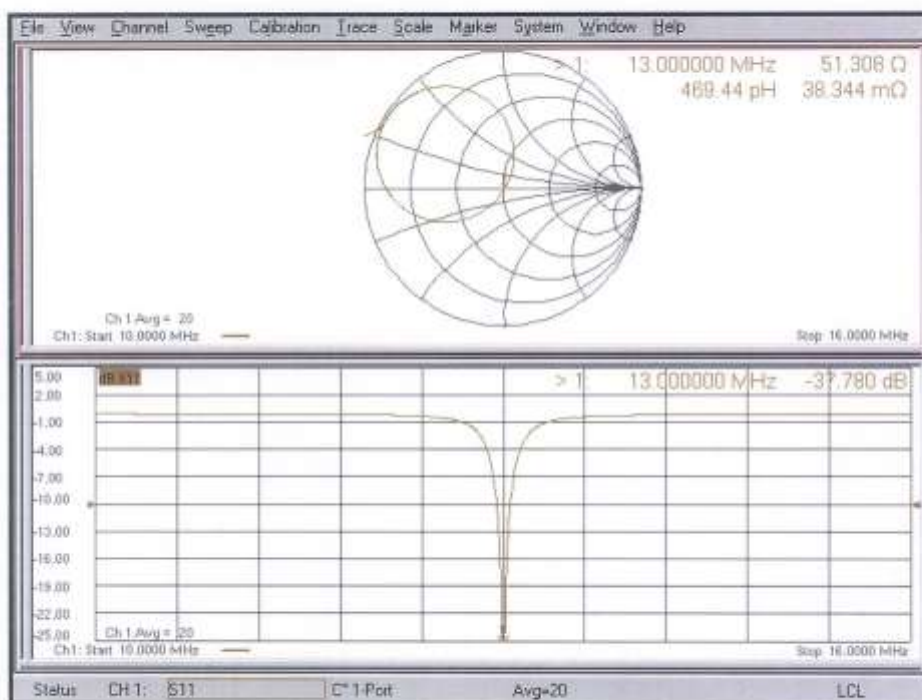 File View Channel Sweep Calibration Trace Scale Marker System Window Help
> 1: 13.000000 MHz 51.308 Ω
469.44 pH 38.344 mΩ
Ch 1 Avg = 20
Ch1: Start 10.0000 MHz
Stop 16.0000 MHz
5.00
dB S11
> 1: 13.000000 MHz -37.780 dB
2.00
-1.00
-4.00
-7.00
-10.00
-13.00
-16.00
-19.00
-22.00
-25.00
Ch 1 Avg = 20
Ch1: Start 10.0000 MHz
Stop 16.0000 MHz
Status CH 1: S11 C* 1-Port Avg=20 LCL